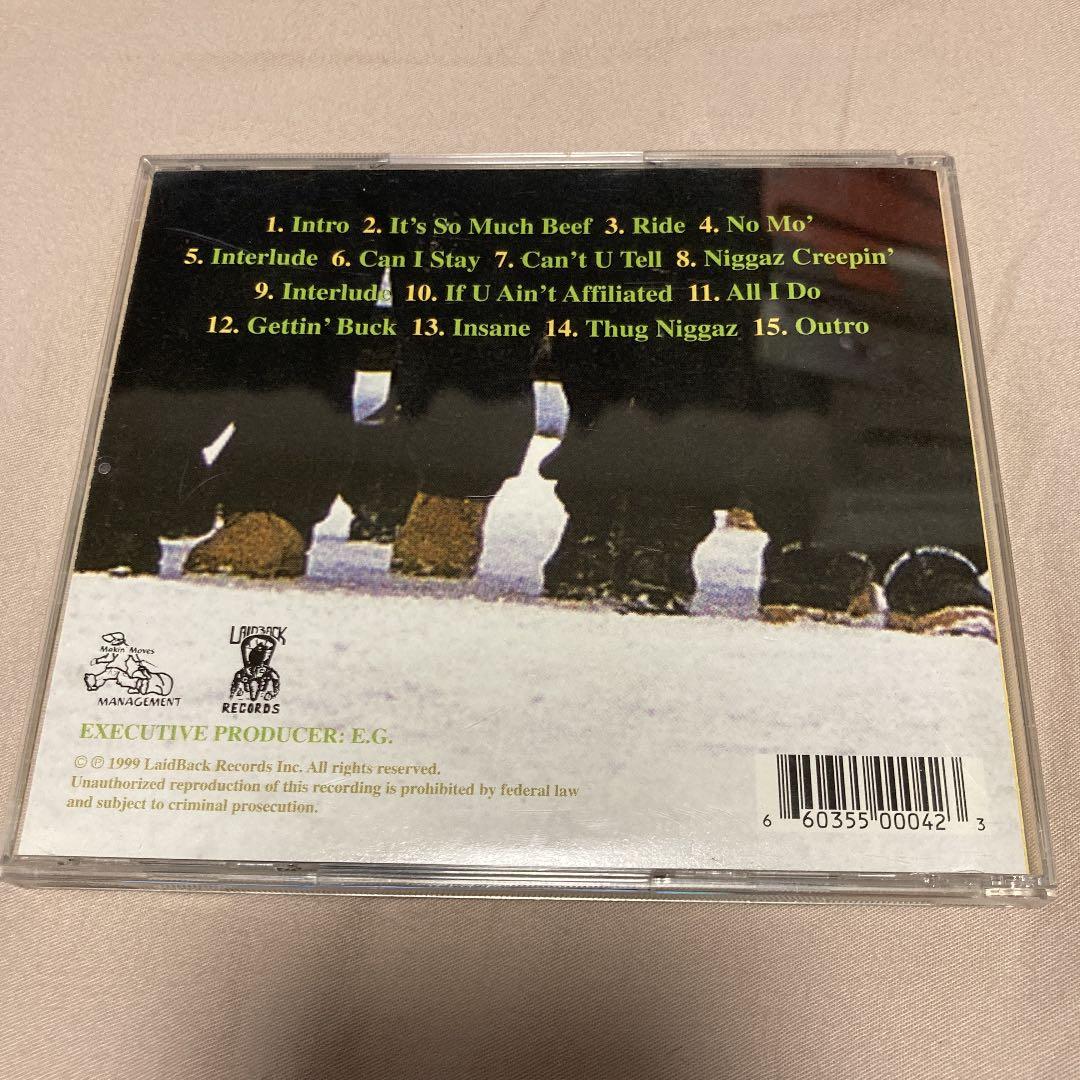 1. Intro 2. It's So Much Beef 3. Ride 4. No Mo'
5. Interlude 6. Can I Stay 7. Can't U Tell 8. Niggaz Creepin'
9. Interlude 10. If U Ain't Affiliated 11. All I Do
12. Gettin' Buck 13. Insane 14. Thug Niggaz 15. Outro
Makin Moves
MANAGEMENT
LAIDBACK
RECORDS
EXECUTIVE PRODUCER: E.G.
© ℗ 1999 LaidBack Records Inc. All rights reserved.
Unauthorized reproduction of this recording is prohibited by federal law
and subject to criminal prosecution.
6 60355 00042 3